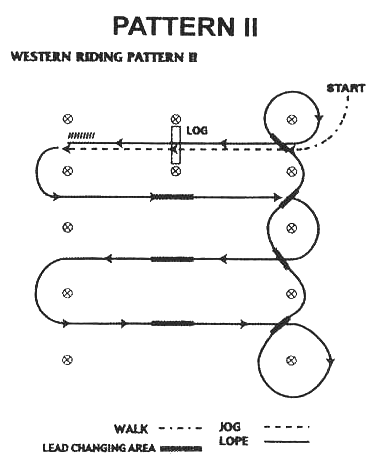 PATTERN II
WESTERN RIDING PATTERN II
START
LOG
WALK
JOG
LEAD CHANGING AREA
LOPE